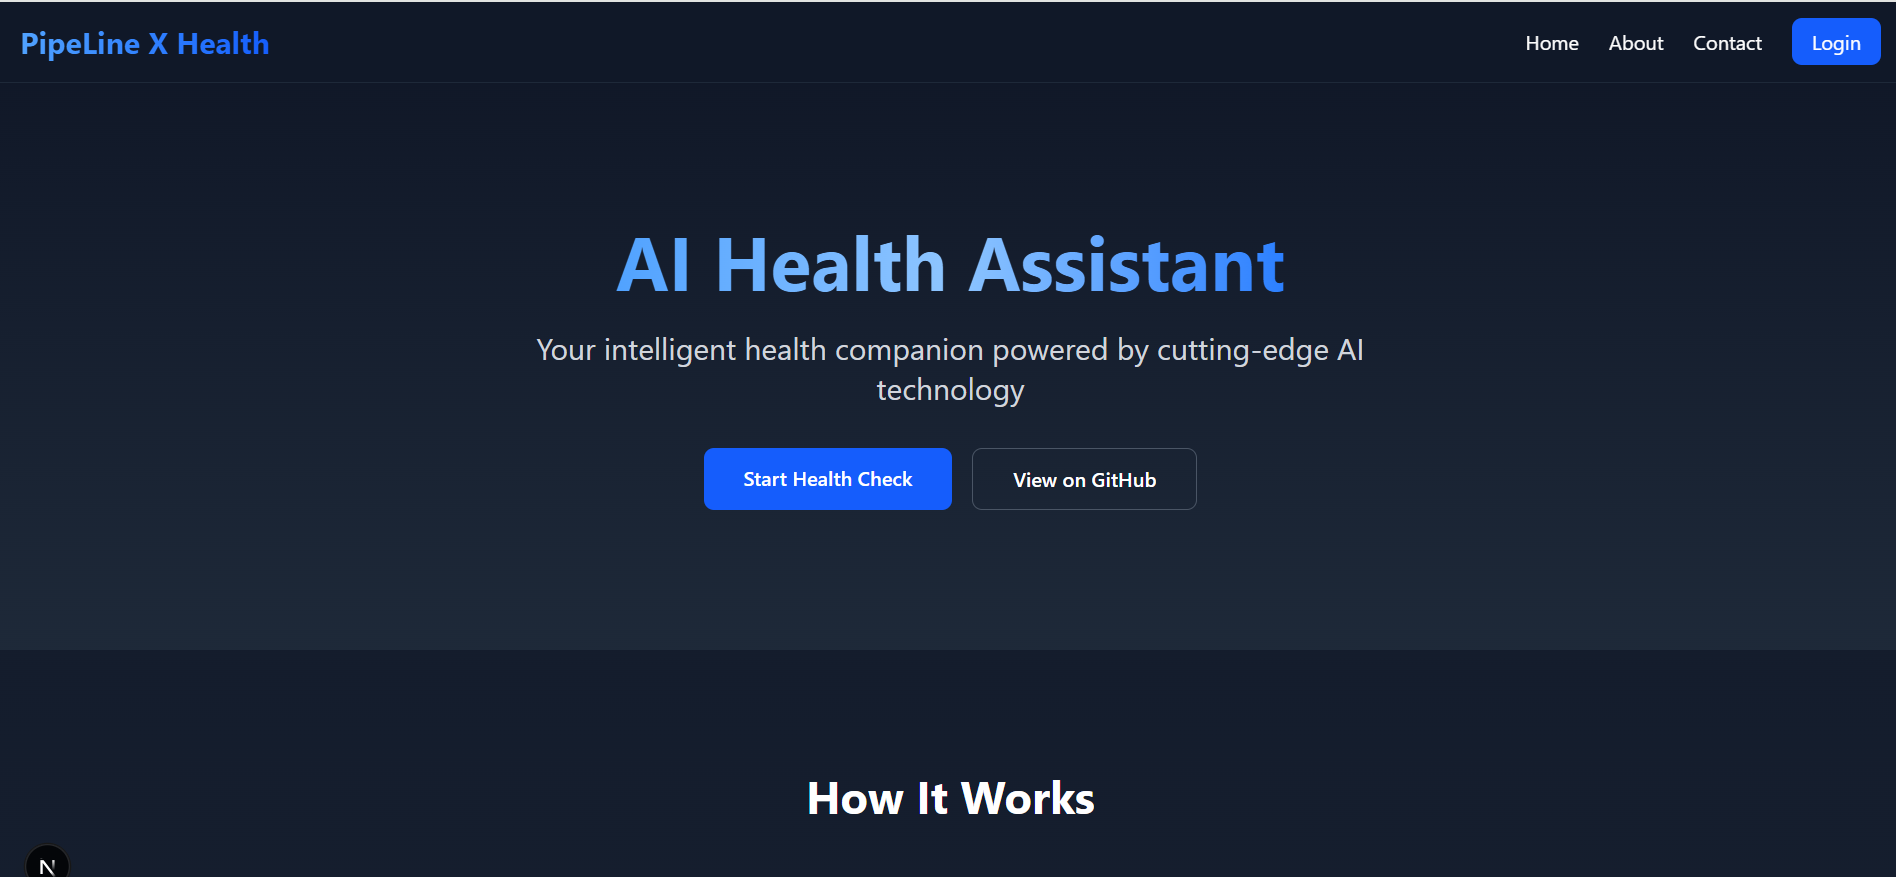 PipeLine X Health
Home
About
Contact
Login
AI Health Assistant
Your intelligent health companion powered by cutting-edge AI
technology
Start Health Check
View on GitHub
How It Works
N